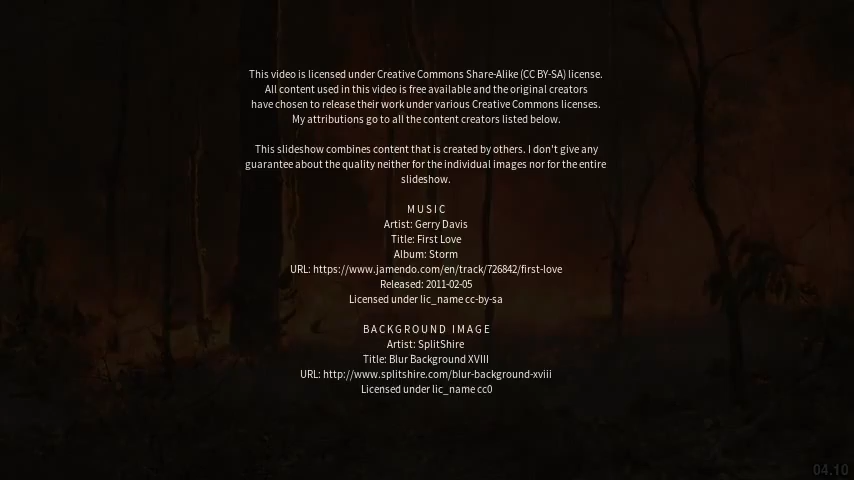 This video is licensed under Creative Commons Share-Alike (CC BY-SA) license.
All content used in this video is free available and the original creators
have chosen to release their work under various Creative Commons licenses.
My attributions go to all the content creators listed below.
This slideshow combines content that is created by others. I don't give any
guarantee about the quality neither for the individual images nor for the entire
slideshow.
MUSIC
Artist: Gerry Davis
Title: First Love
Album: Storm
URL: https://www.jamendo.com/en/track/726842/first-love
Released: 2011-02-05
Licensed under lic_name cc-by-sa
BACKGROUND IMAGE
Artist: SplitShire
Title: Blur Background XVIII
URL: http://www.splitshire.com/blur-background-xviii
Licensed under lic_name cc0
04.10